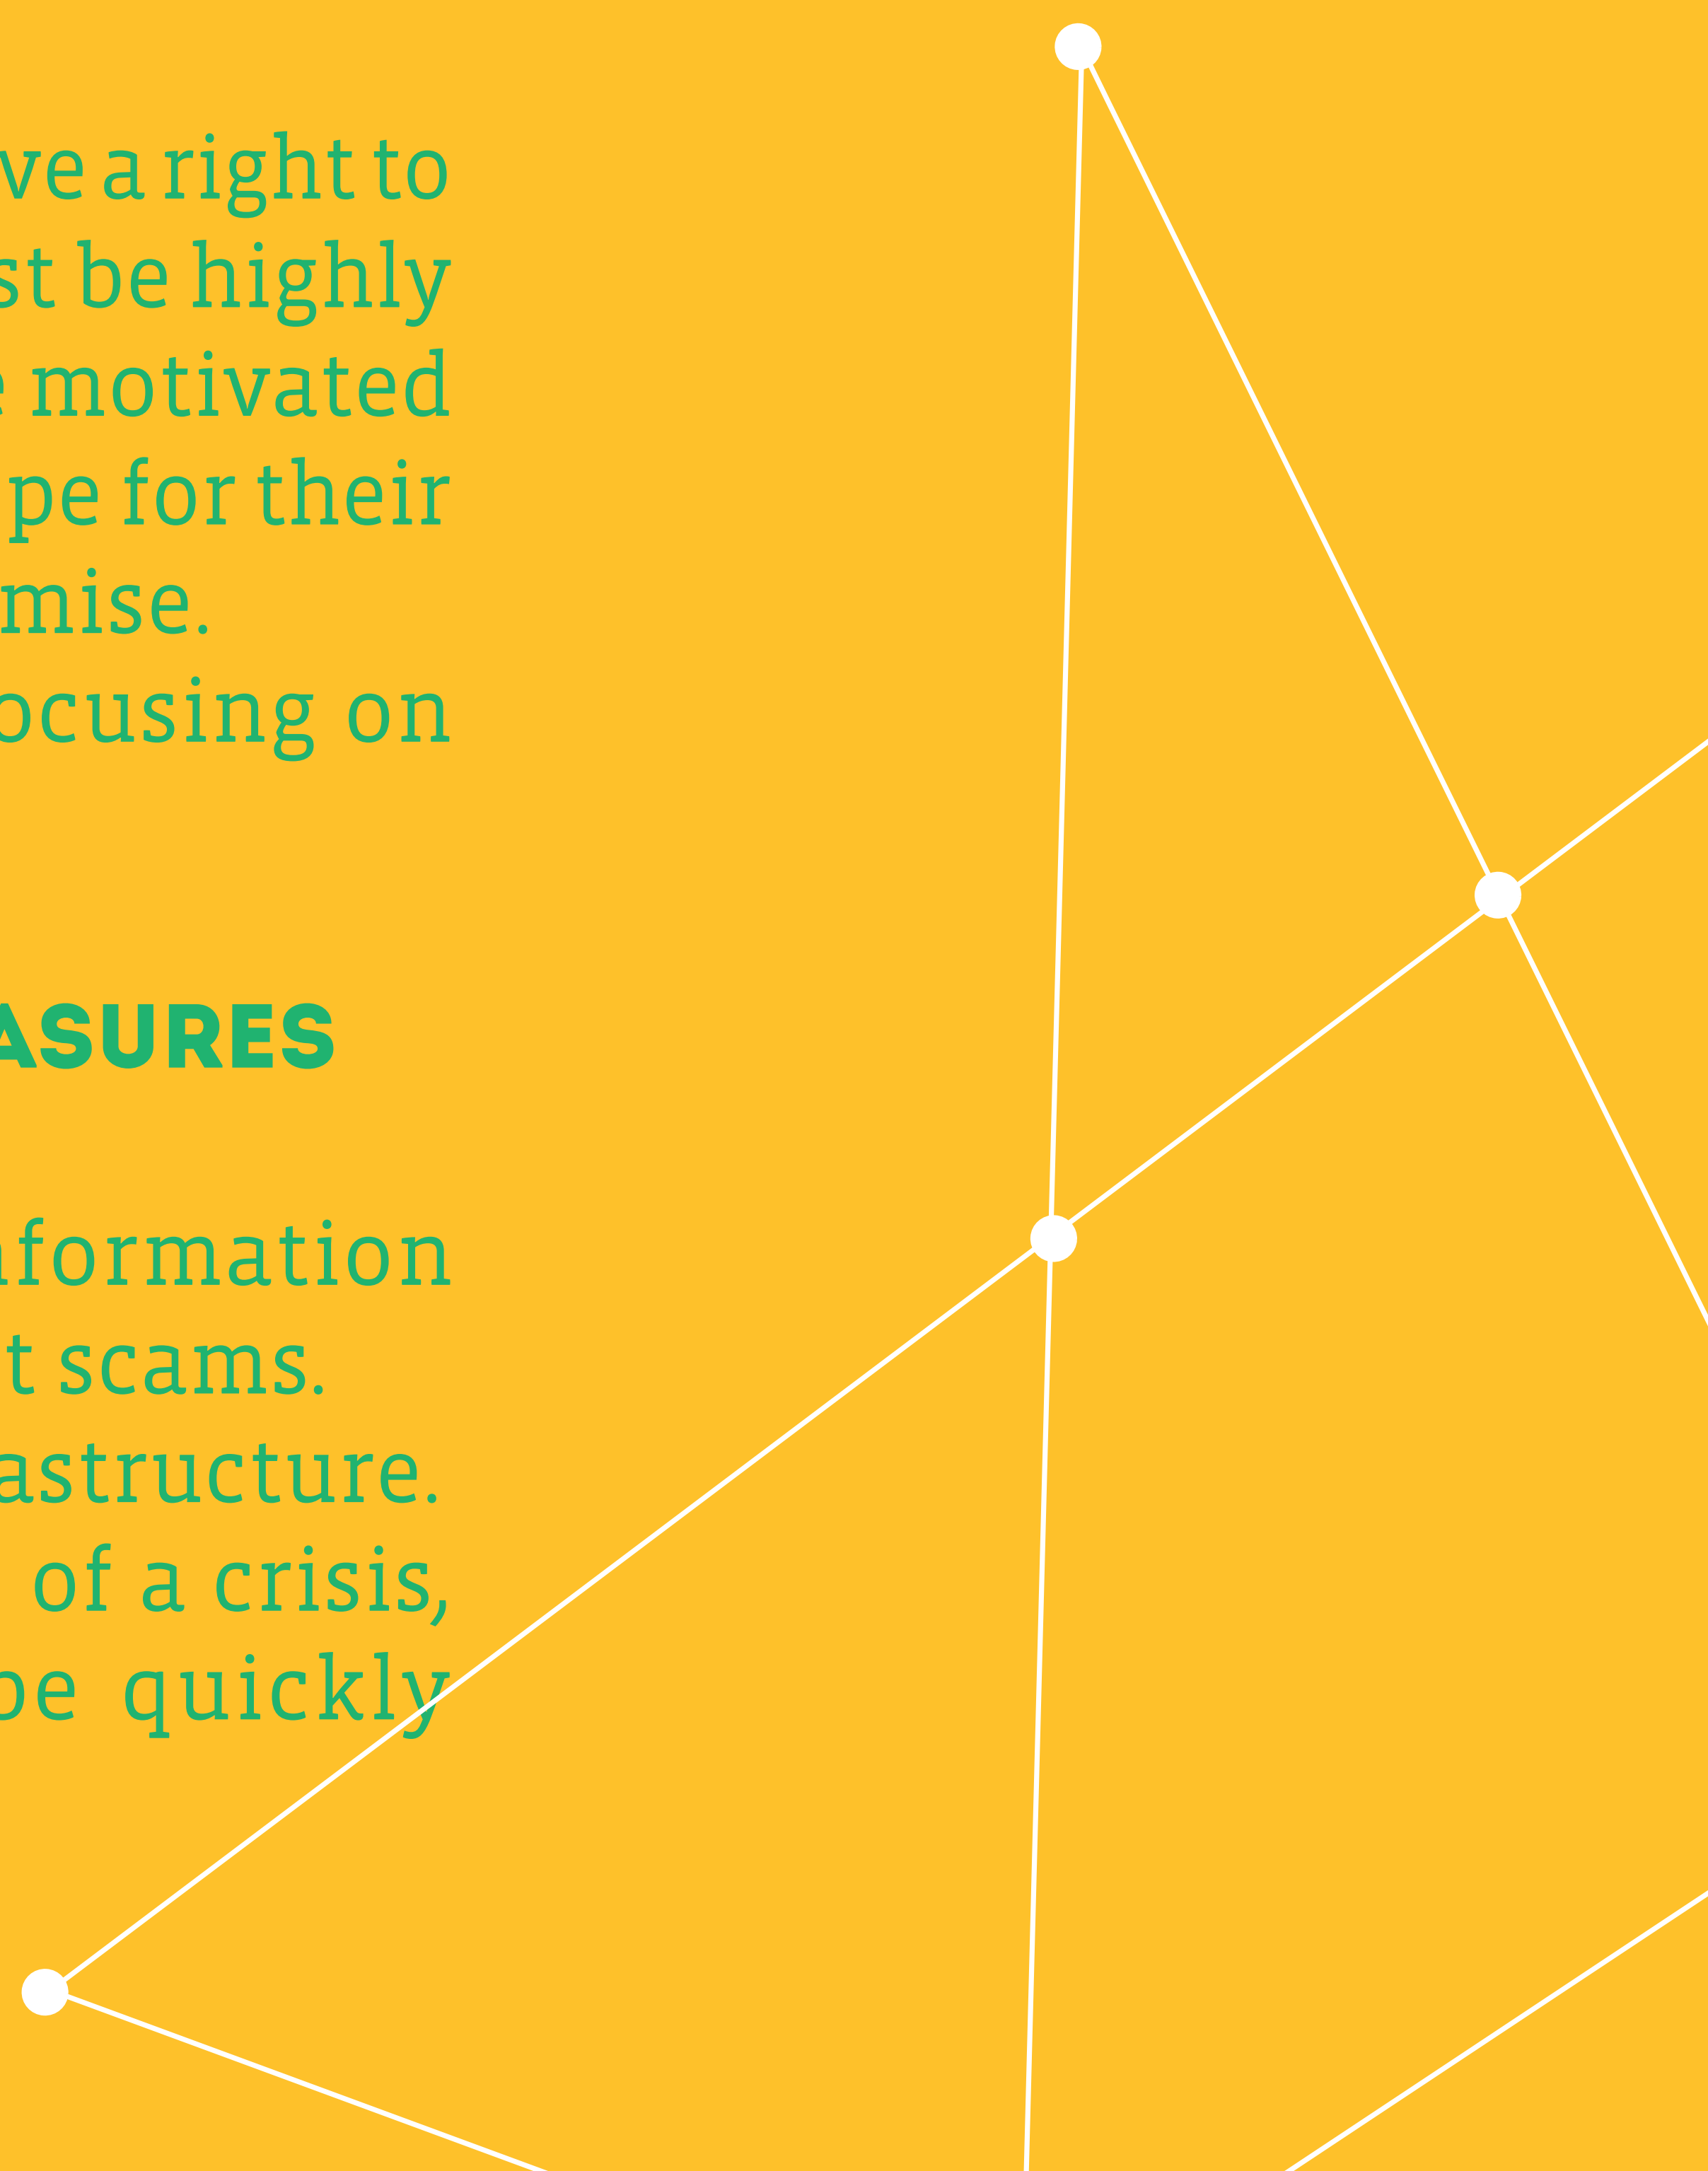 ve a right to
st be highly
motivated
pe for their
mise.
ocusing on
ASURES
formation
t scams.
astructure.
of a crisis,
be quickly